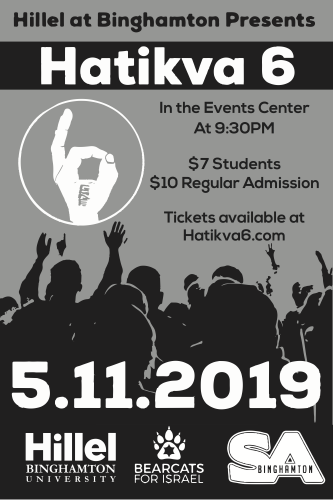 Hillel at Binghamton Presents
Hatikva 6
In the Events Center
At 9:30PM
$7 Students
$10 Regular Admission
Tickets available at
Hatikva6.com
5.11.2019
Hillel
BINGHAMTON
UNIVERSITY
BEARCATS
FOR ISRAEL
SA
BINGHAMTON